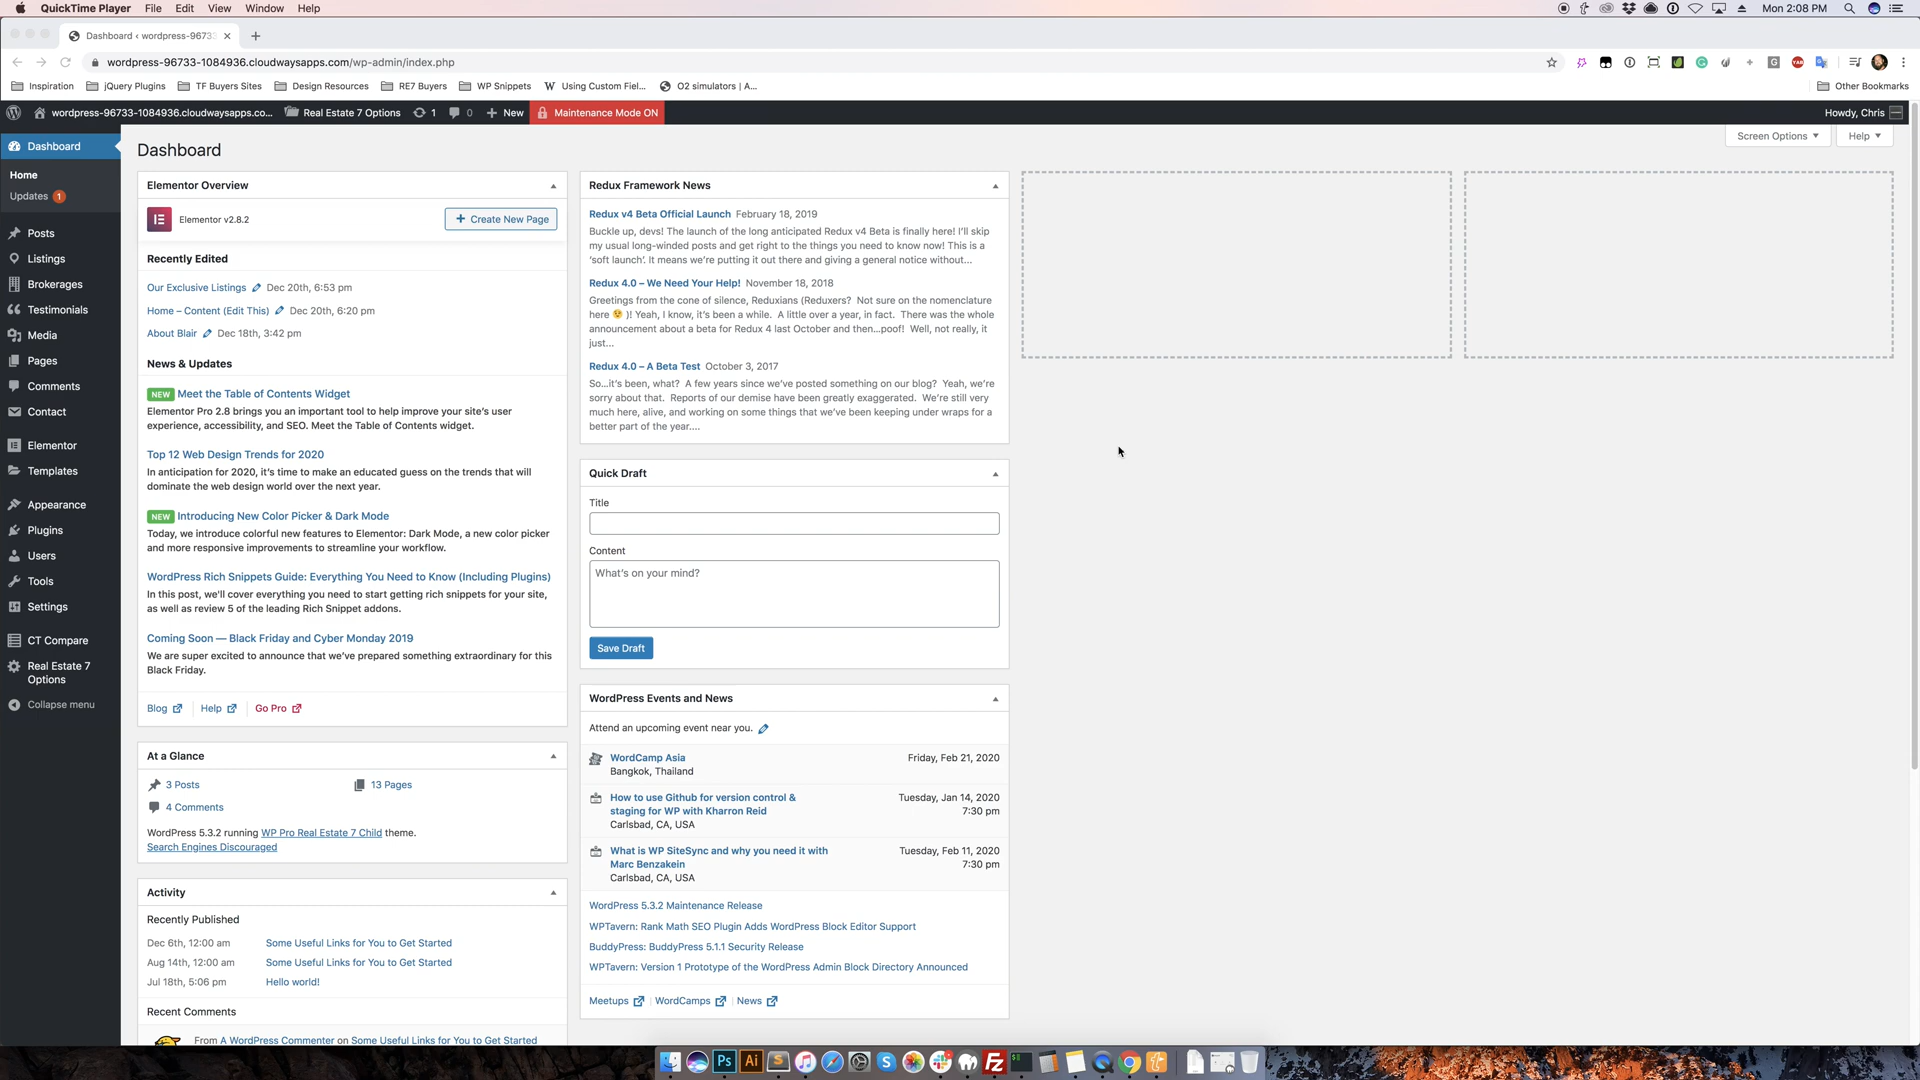 QuickTime Player File Edit View Window Help
Mon 2:08 PM
Dashboard ‹ wordpress-96733
wordpress-96733-1084936.cloudwaysapps.com/wp-admin/index.php
Inspiration jQuery Plugins TF Buyers Sites Design Resources RE7 Buyers WP Snippets Using Custom Fiel... O2 simulators | A... Other Bookmarks
wordpress-96733-1084936.cloudwaysapps.co... Real Estate 7 Options 1 0 New Maintenance Mode ON Howdy, Chris
Screen Options Help
Dashboard
Home
Updates 1
Posts
Listings
Brokerages
Testimonials
Media
Pages
Comments
Contact
Elementor
Templates
Appearance
Plugins
Users
Tools
Settings
CT Compare
Real Estate 7
Options
Collapse menu
Dashboard
Elementor Overview
Elementor v2.8.2
Create New Page
Recently Edited
Our Exclusive Listings Dec 20th, 6:53 pm
Home – Content (Edit This) Dec 20th, 6:20 pm
About Blair Dec 18th, 3:42 pm
News & Updates
NEW Meet the Table of Contents Widget
Elementor Pro 2.8 brings you an important tool to help improve your site's user
experience, accessibility, and SEO. Meet the Table of Contents widget.
Top 12 Web Design Trends for 2020
In anticipation for 2020, it's time to make an educated guess on the trends that will
dominate the web design world over the next year.
NEW Introducing New Color Picker & Dark Mode
Today, we introduce colorful new features to Elementor: Dark Mode, a new color picker
and more responsive improvements to streamline your workflow.
WordPress Rich Snippets Guide: Everything You Need to Know (Including Plugins)
In this post, we'll cover everything you need to start getting rich snippets for your site,
as well as review 5 of the leading Rich Snippet addons.
Coming Soon — Black Friday and Cyber Monday 2019
We are super excited to announce that we've prepared something extraordinary for this
Black Friday.
Blog Help Go Pro
At a Glance
3 Posts 13 Pages
4 Comments
WordPress 5.3.2 running WP Pro Real Estate 7 Child theme.
Search Engines Discouraged
Activity
Recently Published
Dec 6th, 12:00 am Some Useful Links for You to Get Started
Aug 14th, 12:00 am Some Useful Links for You to Get Started
Jul 18th, 5:06 pm Hello world!
Recent Comments
From A WordPress Commenter on Some Useful Links for You to Get Started
Redux Framework News
Redux v4 Beta Official Launch February 18, 2019
Buckle up, devs! The launch of the long anticipated Redux v4 Beta is finally here! I'll skip
my usual long-winded posts and get right to the things you need to know now! This is a
'soft launch'. It means we're putting it out there and giving a general notice without...
Redux 4.0 – We Need Your Help! November 18, 2018
Greetings from the cone of silence, Reduxians (Reduxers? Not sure on the nomenclature
here 😉 )! Yeah, I know, it's been a while. A little over a year, in fact. There was the whole
announcement about a beta for Redux 4 last October and then...poof! Well, not really, it
just...
Redux 4.0 – A Beta Test October 3, 2017
So...it's been, what? A few years since we've posted something on our blog? Yeah, we're
sorry about that. Reports of our demise have been greatly exaggerated. We're still very
much here, alive, and working on some things that we've been keeping under wraps for a
better part of the year....
Quick Draft
Title
Content
What's on your mind?
Save Draft
WordPress Events and News
Attend an upcoming event near you.
WordCamp Asia Friday, Feb 21, 2020
Bangkok, Thailand
How to use Github for version control & Tuesday, Jan 14, 2020
staging for WP with Kharron Reid 7:30 pm
Carlsbad, CA, USA
What is WP SiteSync and why you need it with Tuesday, Feb 11, 2020
Marc Benzakein 7:30 pm
Carlsbad, CA, USA
WordPress 5.3.2 Maintenance Release
WPTavern: Rank Math SEO Plugin Adds WordPress Block Editor Support
BuddyPress: BuddyPress 5.1.1 Security Release
WPTavern: Version 1 Prototype of the WordPress Admin Block Directory Announced
Meetups WordCamps News
Ps Ai